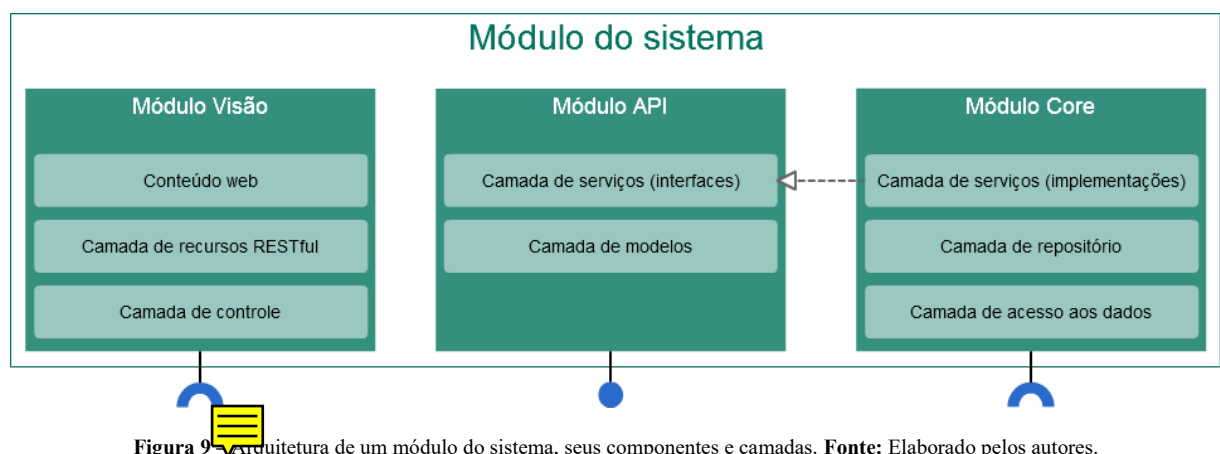 Módulo do sistema
Módulo Visão
Conteúdo web
Camada de recursos RESTful
Camada de controle
Módulo API
Camada de serviços (interfaces)
Camada de modelos
Módulo Core
Camada de serviços (implementações)
Camada de repositório
Camada de acesso aos dados
Figura 9 Arquitetura de um módulo do sistema, seus componentes e camadas. Fonte: Elaborado pelos autores.